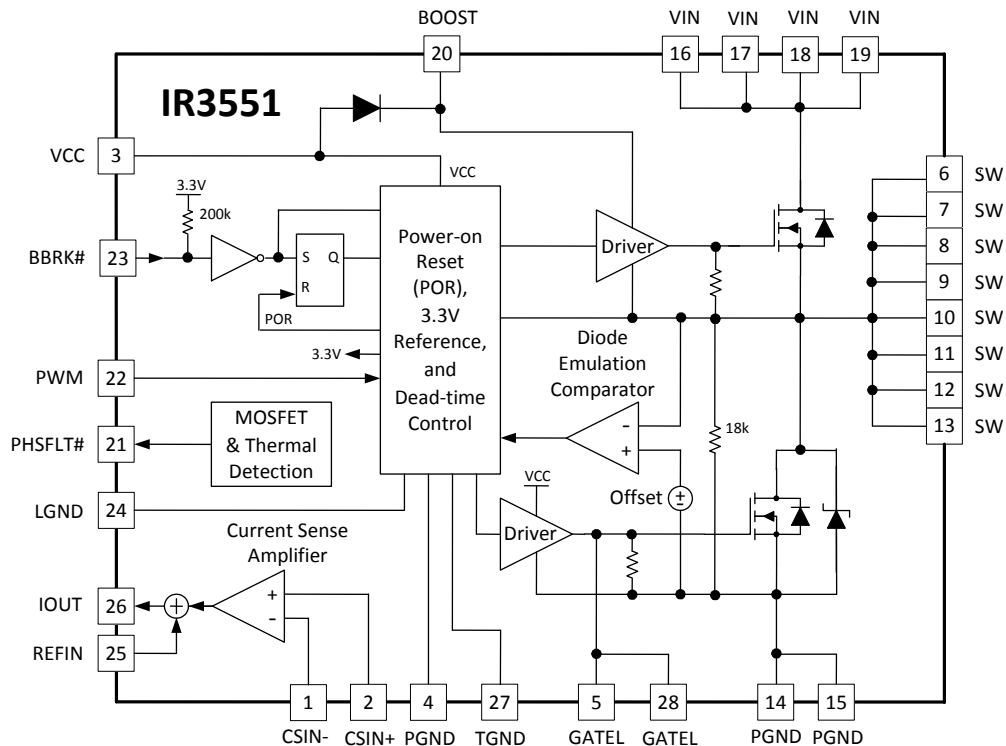 BOOST
VIN
VIN
VIN
VIN
20
16
17
18
19
IR3551
VCC
3
VCC
3.3V
200k
BBRK#
23
S
Q
R
POR
3.3V
Power-on
Reset
(POR),
3.3V
Reference,
and
Dead-time
Control
Driver
6
SW
7
SW
8
SW
9
SW
10
SW
11
SW
12
SW
13
SW
PWM
22
Diode
Emulation
Comparator
-
+
18k
PHSFLT#
21
MOSFET
& Thermal
Detection
LGND
24
VCC
Driver
Offset
±
Current Sense
Amplifier
+
-
IOUT
26
+
REFIN
25
1
2
4
27
5
28
14
15
CSIN-
CSIN+
PGND
TGND
GATEL
GATEL
PGND
PGND